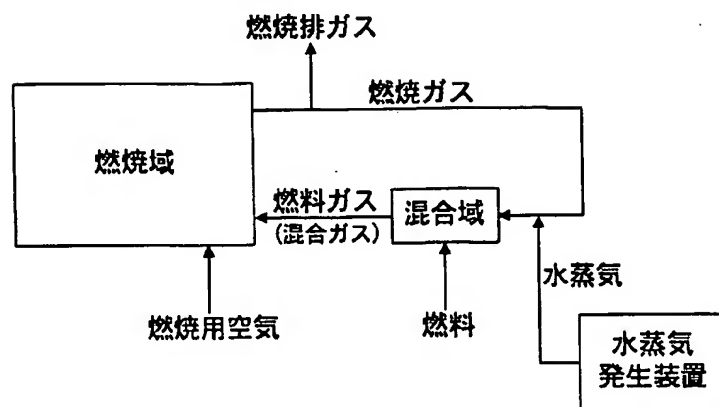 燃焼排ガス
燃焼ガス
燃焼域
燃料ガス
(混合ガス)
混合域
水蒸気
燃焼用空気
燃料
水蒸気
発生装置